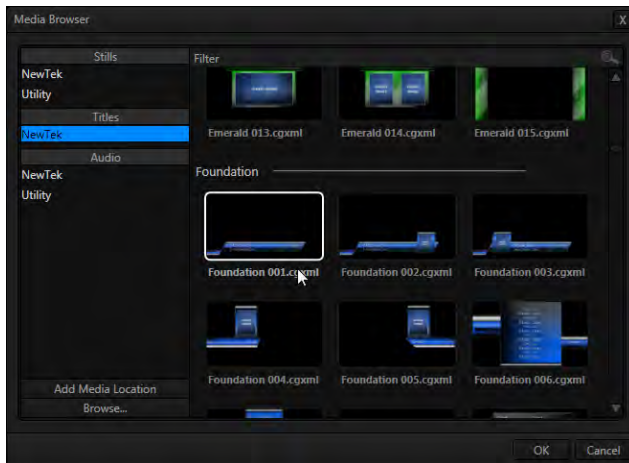 Media Browser
X
Stills
NewTek
Utility
Titles
NewTek
Audio
NewTek
Utility
Add Media Location
Browse...
Filter
Emerald 013.cgxml
Emerald 014.cgxml
Emerald 015.cgxml
Foundation
Foundation 001.cgxml
Foundation 002.cgxml
Foundation 003.cgxml
Foundation 004.cgxml
Foundation 005.cgxml
Foundation 006.cgxml
OK
Cancel